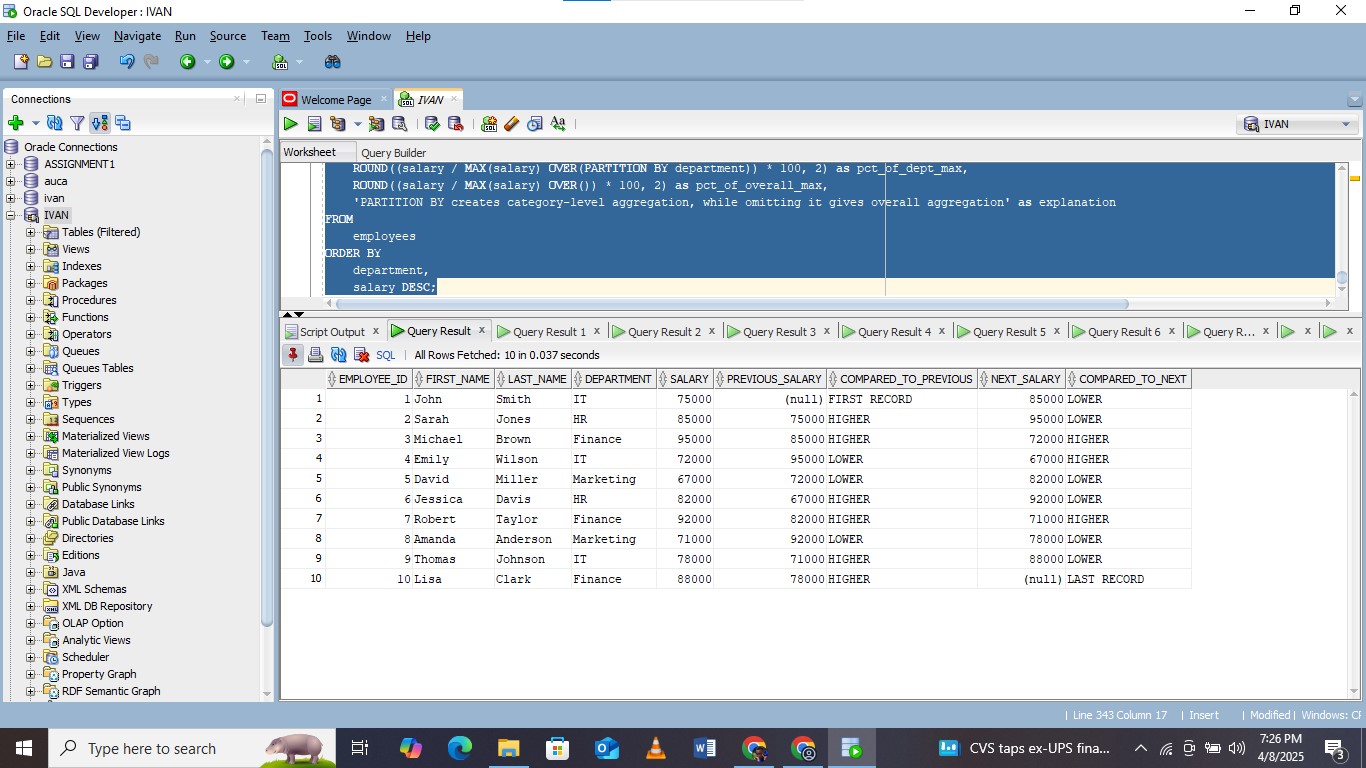 Oracle SQL Developer : IVAN
File Edit View Navigate Run Source Team Tools Window Help
Connections
Welcome Page
IVAN
IVAN
Worksheet Query Builder
Oracle Connections
ASSIGNMENT1
auca
ivan
IVAN
Tables (Filtered)
Views
Indexes
Packages
Procedures
Functions
Operators
Queues
Queues Tables
Triggers
Types
Sequences
Materialized Views
Materialized View Logs
Synonyms
Public Synonyms
Database Links
Public Database Links
Directories
Editions
Java
XML Schemas
XML DB Repository
OLAP Option
Analytic Views
Scheduler
Property Graph
RDF Semantic Graph
ROUND((salary / MAX(salary) OVER(PARTITION BY department)) * 100, 2) as pct_of_dept_max,
ROUND((salary / MAX(salary) OVER()) * 100, 2) as pct_of_overall_max,
'PARTITION BY creates category-level aggregation, while omitting it gives overall aggregation' as explanation
FROM
employees
ORDER BY
department,
salary DESC;
Script Output x Query Result x Query Result 1 x Query Result 2 x Query Result 3 x Query Result 4 x Query Result 5 x Query Result 6 x Query R... x x x
SQL | All Rows Fetched: 10 in 0.037 seconds
EMPLOYEE_ID FIRST_NAME LAST_NAME DEPARTMENT SALARY PREVIOUS_SALARY COMPARED_TO_PREVIOUS NEXT_SALARY COMPARED_TO_NEXT
1 1 John Smith IT 75000 (null) FIRST RECORD 85000 LOWER
2 2 Sarah Jones HR 85000 75000 HIGHER 95000 LOWER
3 3 Michael Brown Finance 95000 85000 HIGHER 72000 HIGHER
4 4 Emily Wilson IT 72000 95000 LOWER 67000 HIGHER
5 5 David Miller Marketing 67000 72000 LOWER 82000 LOWER
6 6 Jessica Davis HR 82000 67000 HIGHER 92000 LOWER
7 7 Robert Taylor Finance 92000 82000 HIGHER 71000 HIGHER
8 8 Amanda Anderson Marketing 71000 92000 LOWER 78000 LOWER
9 9 Thomas Johnson IT 78000 71000 HIGHER 88000 LOWER
10 10 Lisa Clark Finance 88000 78000 HIGHER (null) LAST RECORD
| Line 343 Column 17 | Insert | Modified | Windows: CF
Type here to search
CVS taps ex-UPS fina...
7:26 PM
4/8/2025
3